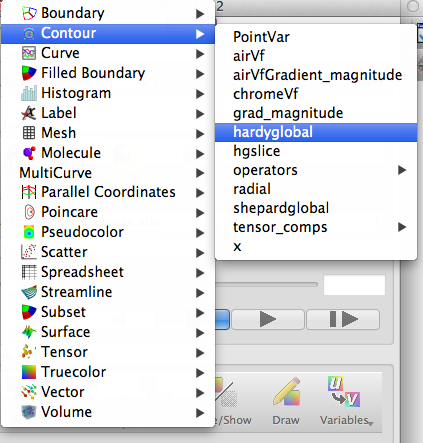 2
Boundary
Contour
Curve
Filled Boundary
Histogram
Label
Mesh
Molecule
MultiCurve
Parallel Coordinates
Poincare
Pseudocolor
Scatter
Spreadsheet
Streamline
Subset
Surface
Tensor
Truecolor
Vector
Volume
PointVar
airVf
airVfGradient_magnitude
chromeVf
grad_magnitude
hardyglobal
hgslice
operators
radial
shepardglobal
tensor_comps
x
/Show
Draw
Variables